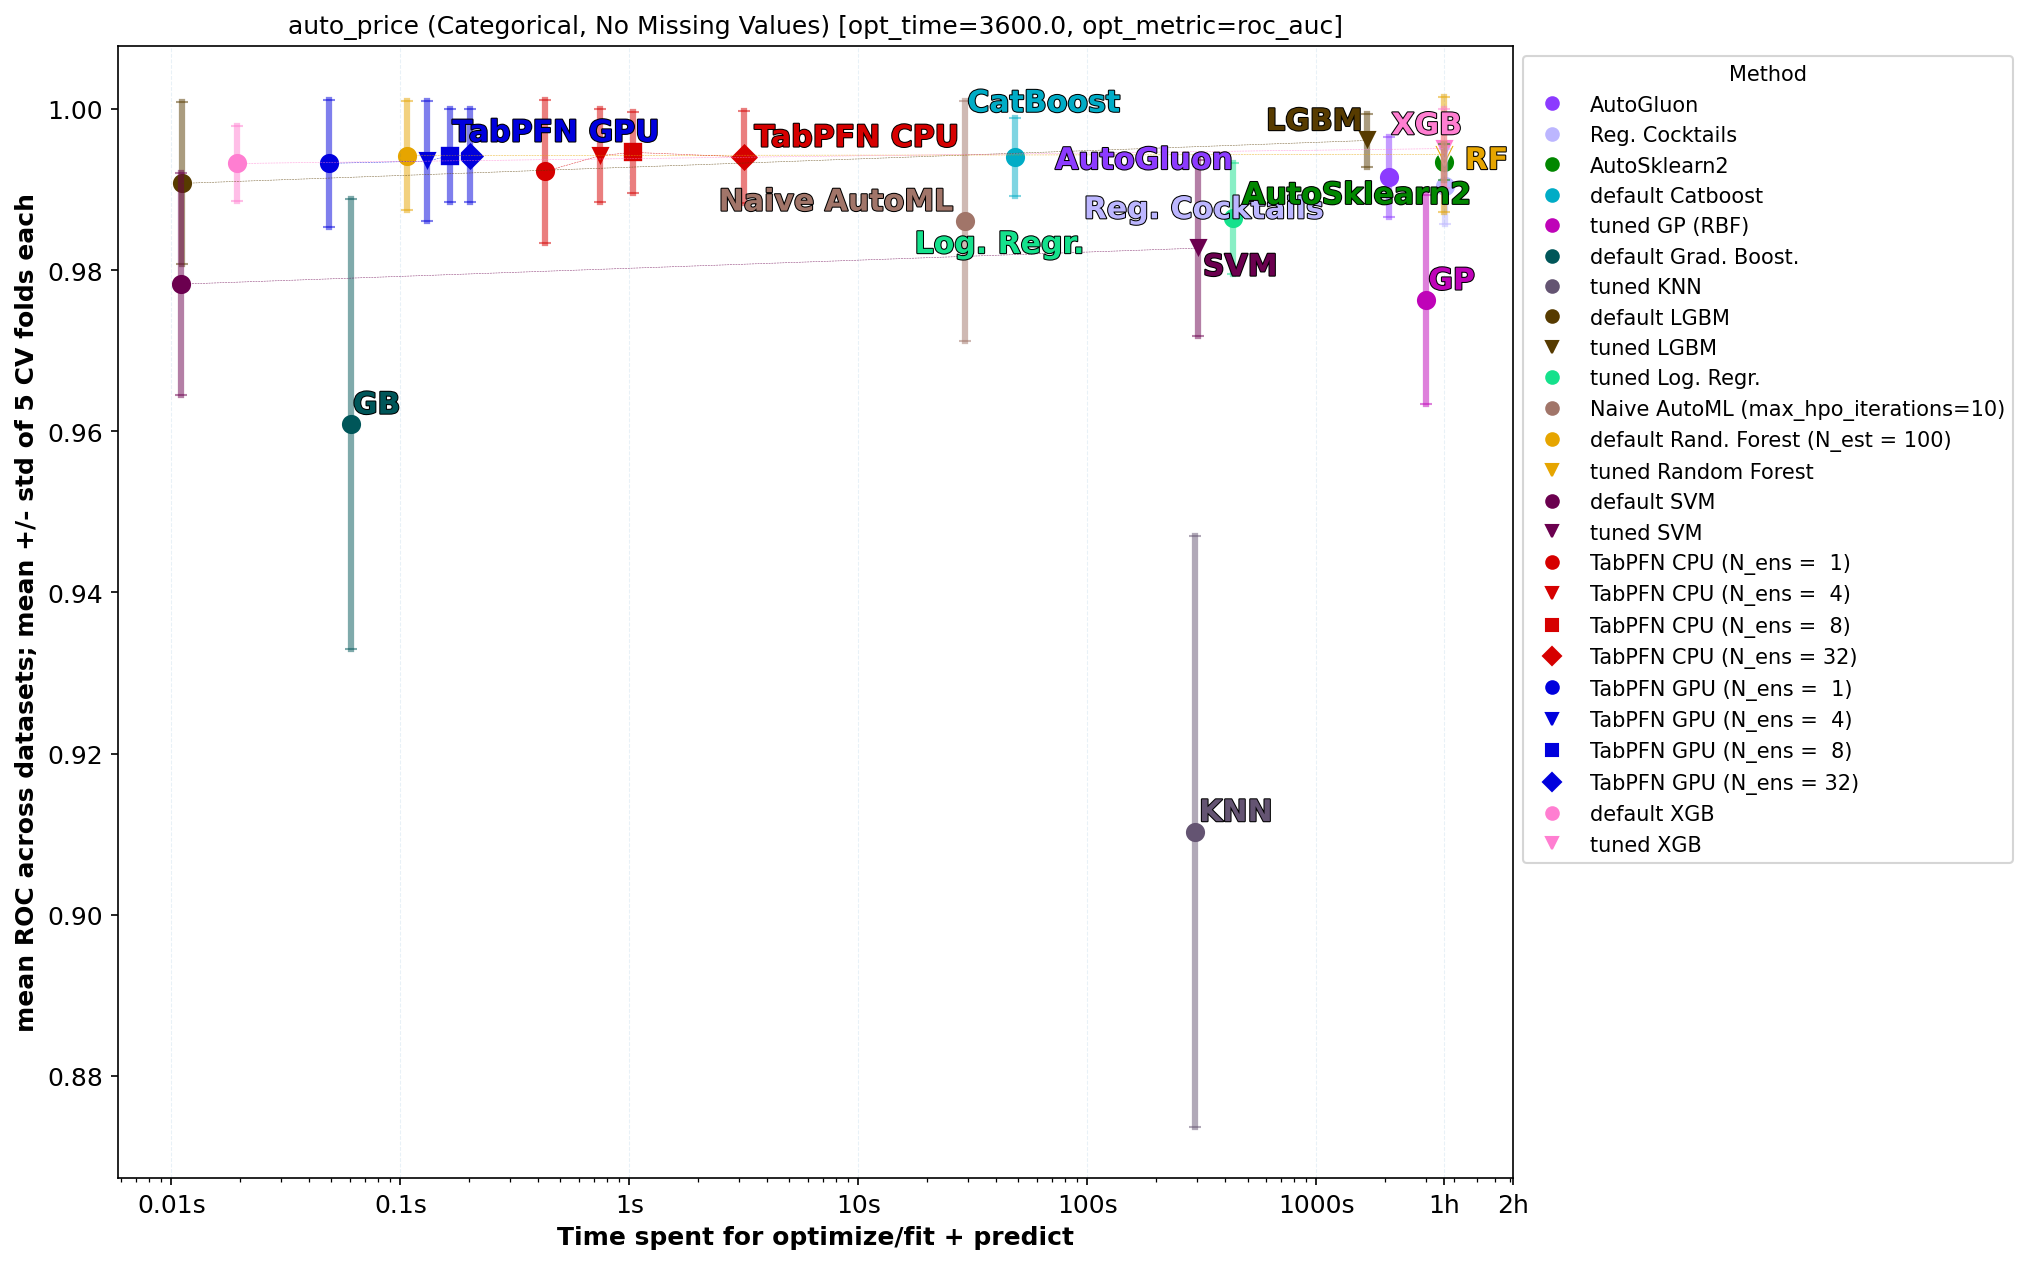 auto_price (Categorical, No Missing Values) [opt_time=3600.0, opt_metric=roc_auc]
mean ROC across datasets; mean +/- std of 5 CV folds each
1.00
0.98
0.96
0.94
0.92
0.90
0.88
CatBoost
LGBM
XGB
TabPFN GPU
TabPFN CPU
AutoGluon
RF
Naive AutoML
AutoSklearn2
Reg. Cocktails
Log. Regr.
SVM
GP
GB
KNN
0.01s
0.1s
1s
10s
100s
1000s
1h
2h
Time spent for optimize/fit + predict
Method
AutoGluon
Reg. Cocktails
AutoSklearn2
default Catboost
tuned GP (RBF)
default Grad. Boost.
tuned KNN
default LGBM
tuned LGBM
tuned Log. Regr.
Naive AutoML (max_hpo_iterations=10)
default Rand. Forest (N_est = 100)
tuned Random Forest
default SVM
tuned SVM
TabPFN CPU (N_ens =  1)
TabPFN CPU (N_ens =  4)
TabPFN CPU (N_ens =  8)
TabPFN CPU (N_ens = 32)
TabPFN GPU (N_ens =  1)
TabPFN GPU (N_ens =  4)
TabPFN GPU (N_ens =  8)
TabPFN GPU (N_ens = 32)
default XGB
tuned XGB